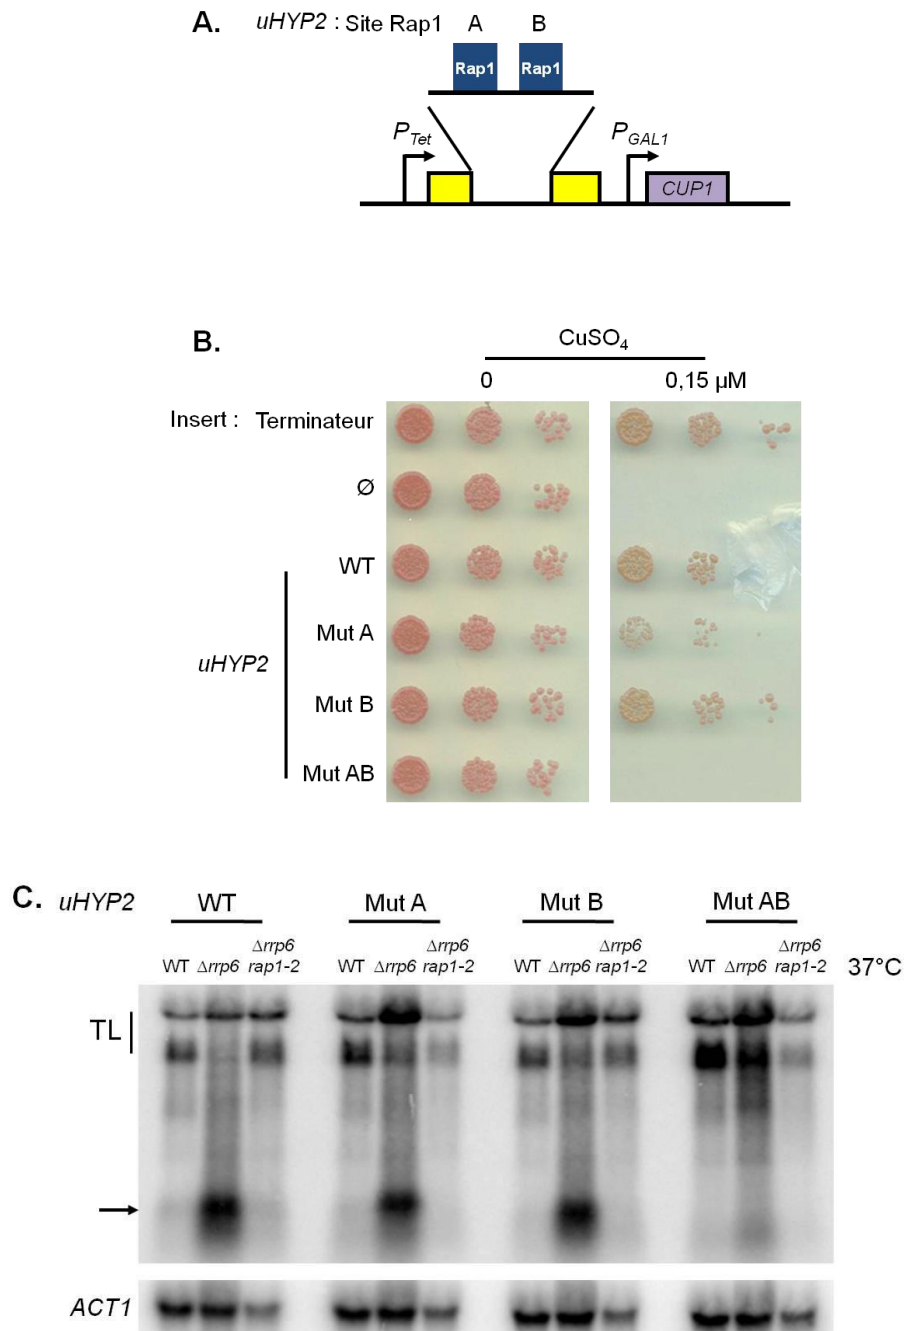 A. uHYP2 : Site Rap1 A B
Rap1 Rap1
PTet PGAL1
CUP1
B.
CuSO4
0 0,15 µM
Insert : Terminateur
Ø
WT
Mut A
uHYP2
Mut B
Mut AB
C. uHYP2 WT Mut A Mut B Mut AB
WT Δrrp6 Δrrp6 rap1-2 WT Δrrp6 Δrrp6 rap1-2 WT Δrrp6 Δrrp6 rap1-2 WT Δrrp6 Δrrp6 rap1-2 37°C
TL
ACT1